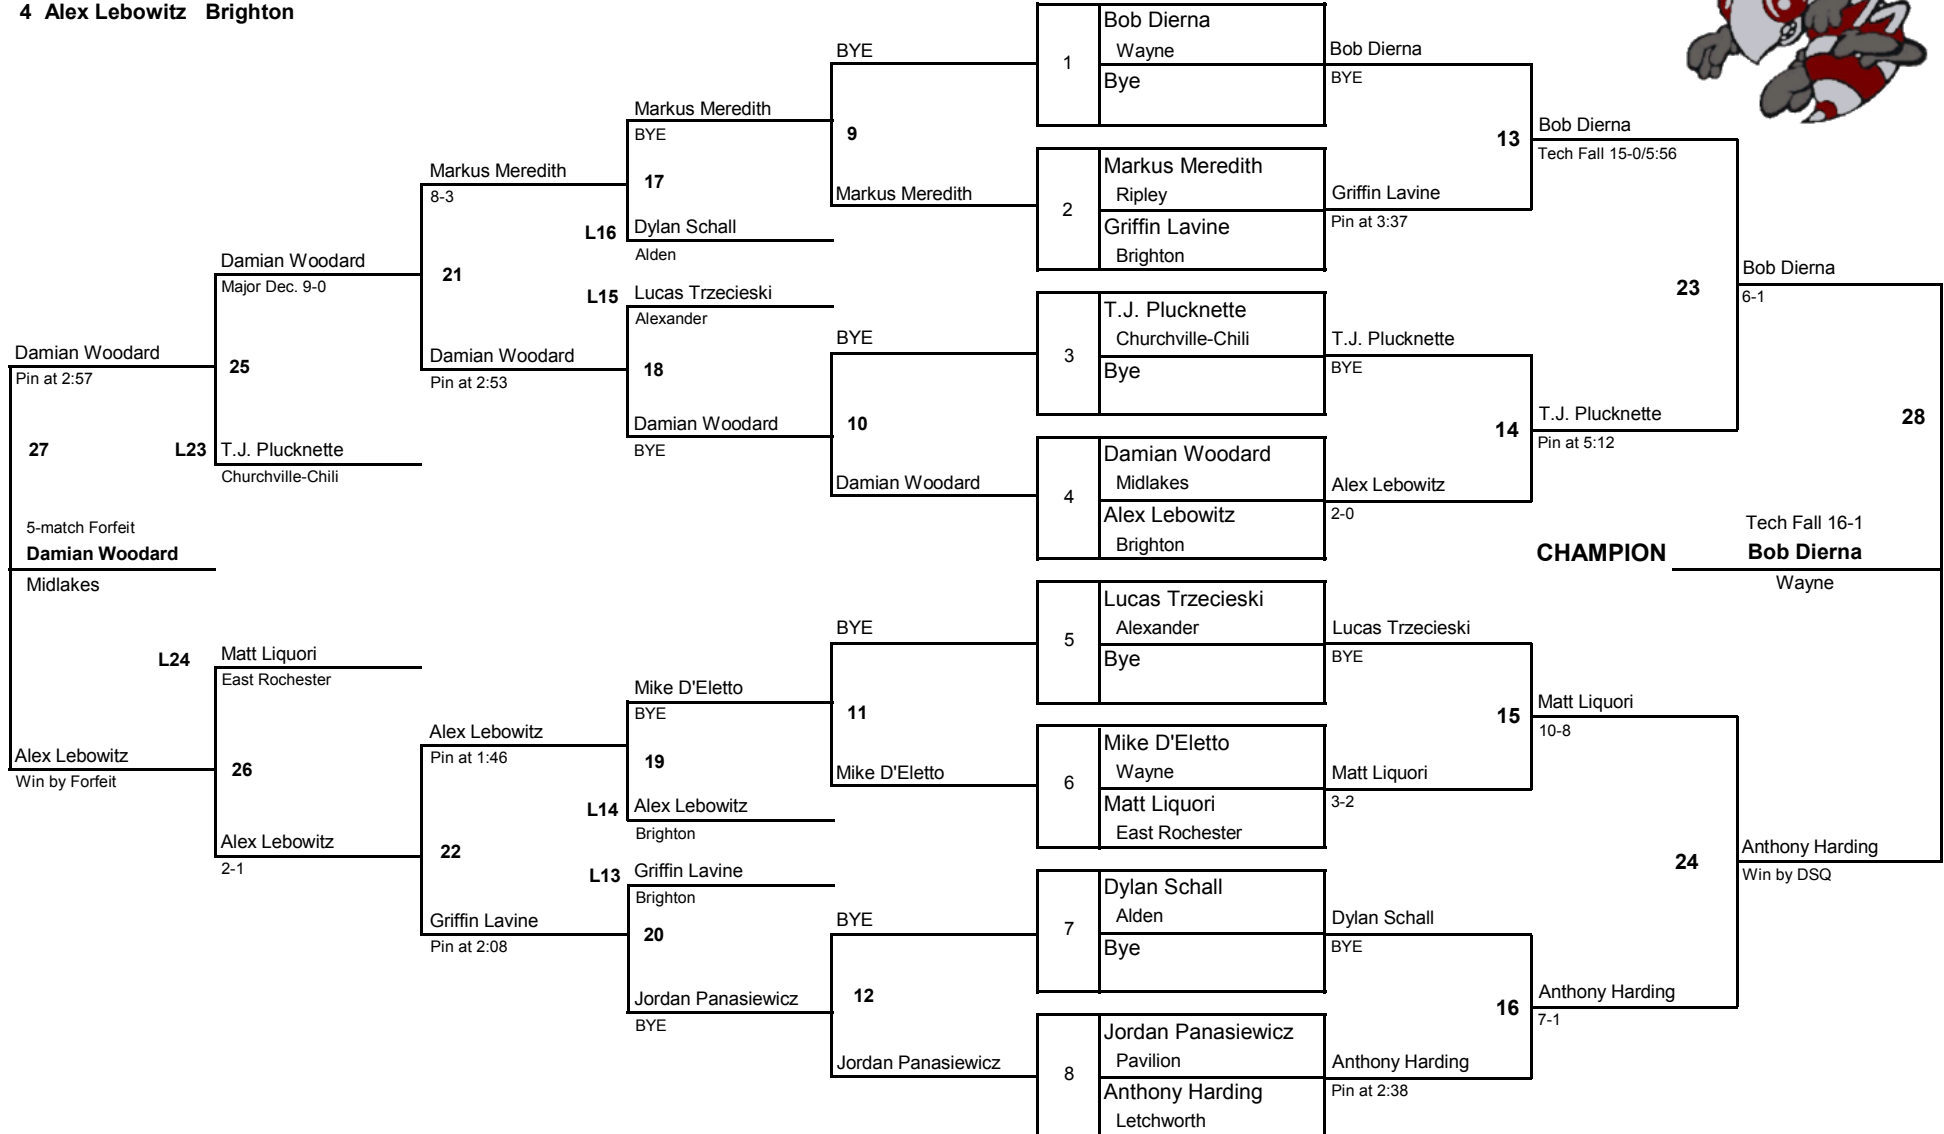 4 Alex Lebowitz Brighton
Damian Woodard
Pin at 2:57
27
5-match Forfeit
Damian Woodard
Midlakes
Alex Lebowitz
Win by Forfeit
Damian Woodard
Major Dec. 9-0
25
L23 T.J. Plucknette
Churchville-Chili
L24 Matt Liquori
East Rochester
26
Alex Lebowitz
2-1
Markus Meredith
8-3
21
Damian Woodard
Pin at 2:53
Alex Lebowitz
Pin at 1:46
22
Griffin Lavine
Pin at 2:08
Markus Meredith
BYE
17
L16 Dylan Schall
Alden
L15 Lucas Trzecieski
Alexander
18
Damian Woodard
BYE
Mike D'Eletto
BYE
19
L14 Alex Lebowitz
Brighton
L13 Griffin Lavine
Brighton
20
Jordan Panasiewicz
BYE
BYE
9
Markus Meredith
BYE
10
Damian Woodard
BYE
11
Mike D'Eletto
BYE
12
Jordan Panasiewicz
1
Bob Dierna
Wayne
Bye
2
Markus Meredith
Ripley
Griffin Lavine
Brighton
3
T.J. Plucknette
Churchville-Chili
Bye
4
Damian Woodard
Midlakes
Alex Lebowitz
Brighton
5
Lucas Trzecieski
Alexander
Bye
6
Mike D'Eletto
Wayne
Matt Liquori
East Rochester
7
Dylan Schall
Alden
Bye
8
Jordan Panasiewicz
Pavilion
Anthony Harding
Letchworth
Bob Dierna
BYE
13
Griffin Lavine
Pin at 3:37
T.J. Plucknette
BYE
14
Alex Lebowitz
2-0
Lucas Trzecieski
BYE
15
Matt Liquori
3-2
Dylan Schall
BYE
16
Anthony Harding
Pin at 2:38
Bob Dierna
Tech Fall 15-0/5:56
23
T.J. Plucknette
Pin at 5:12
Matt Liquori
10-8
24
Anthony Harding
7-1
Bob Dierna
6-1
28
Tech Fall 16-1
CHAMPION Bob Dierna
Wayne
Anthony Harding
Win by DSQ